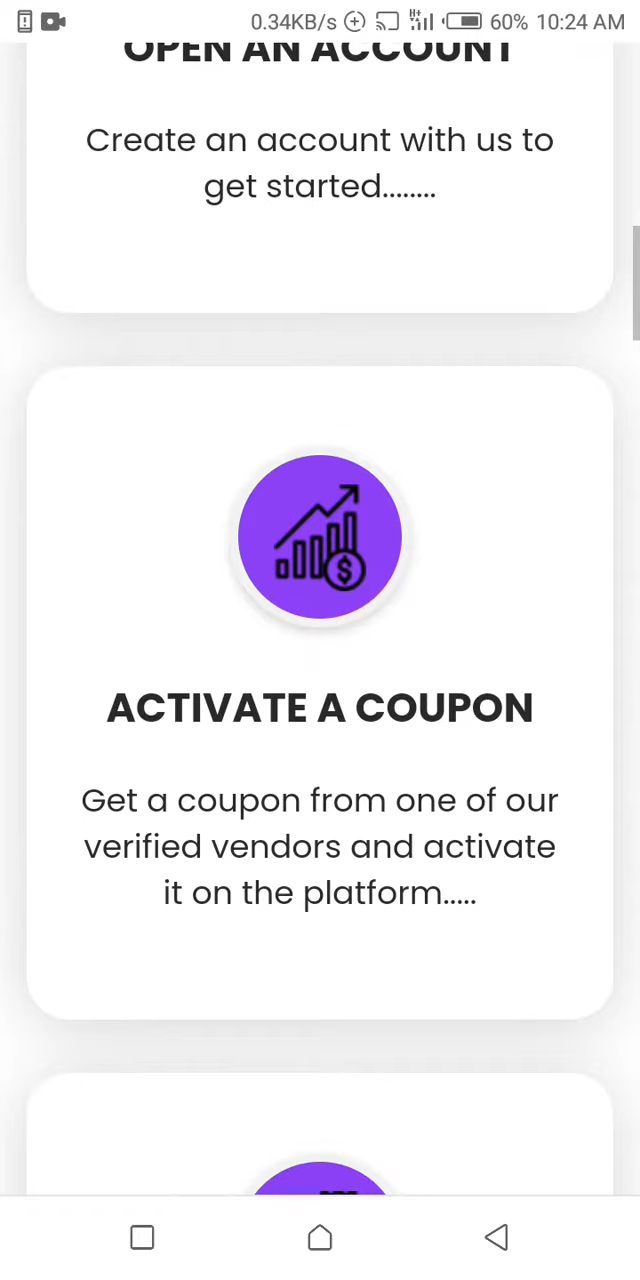 0.34KB/s 60% 10:24 AM
OPEN AN ACCOUNT
Create an account with us to
get started........
ACTIVATE A COUPON
Get a coupon from one of our
verified vendors and activate
it on the platform.....